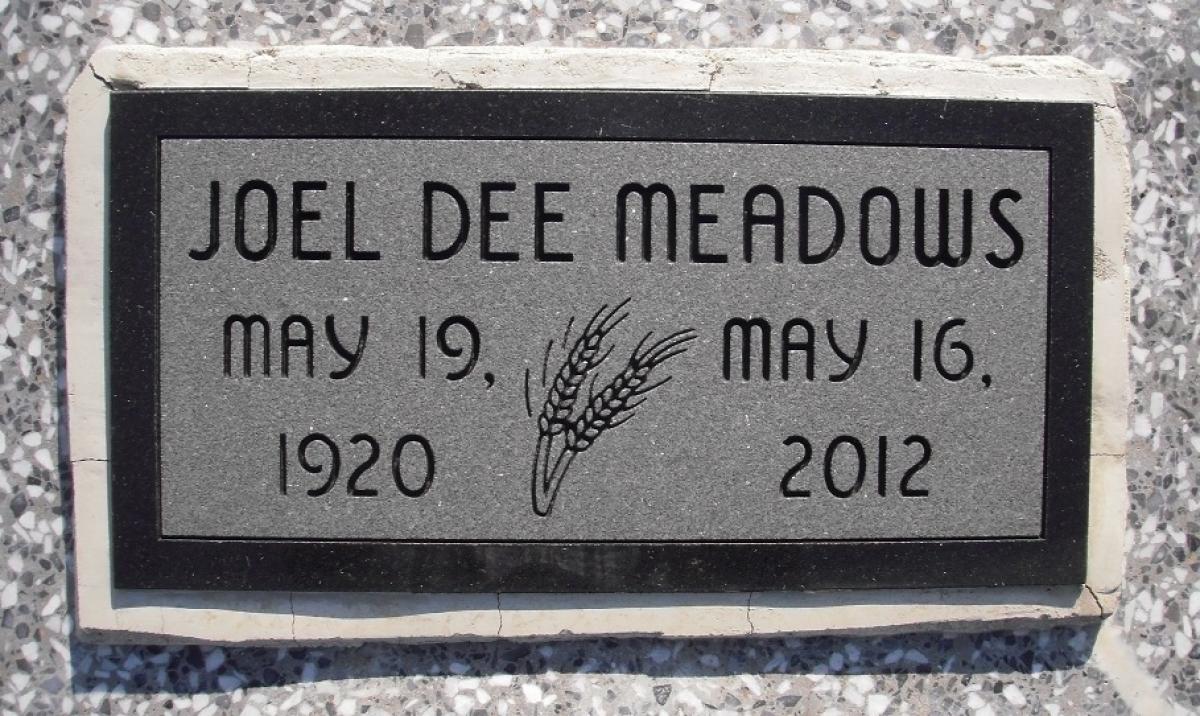 JOEL DEE MEADOWS
MAY 19,
1920
MAY 16,
2012